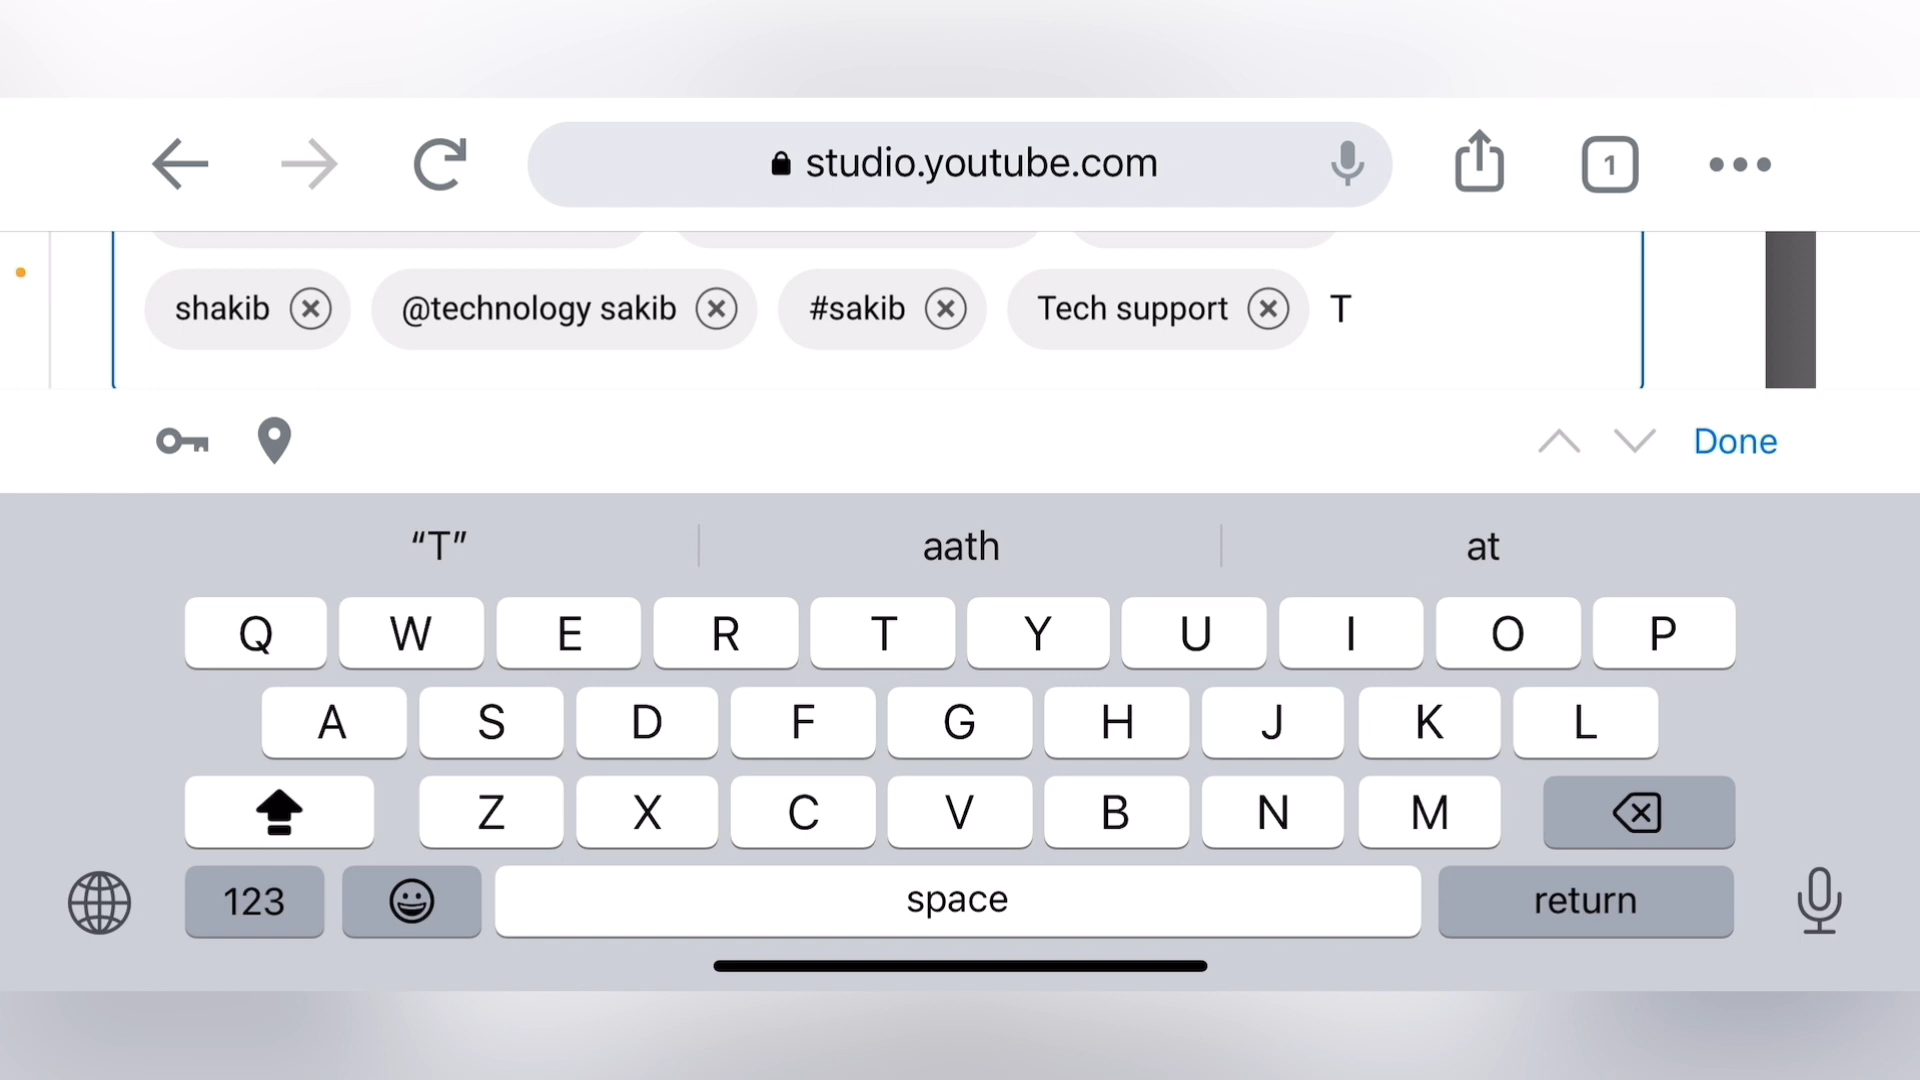 studio.youtube.com 1
shakib @technology sakib #sakib Tech support T
Done
“T” aath at
Q W E R T Y U I O P
A S D F G H J K L
Z X C V B N M
123 space return